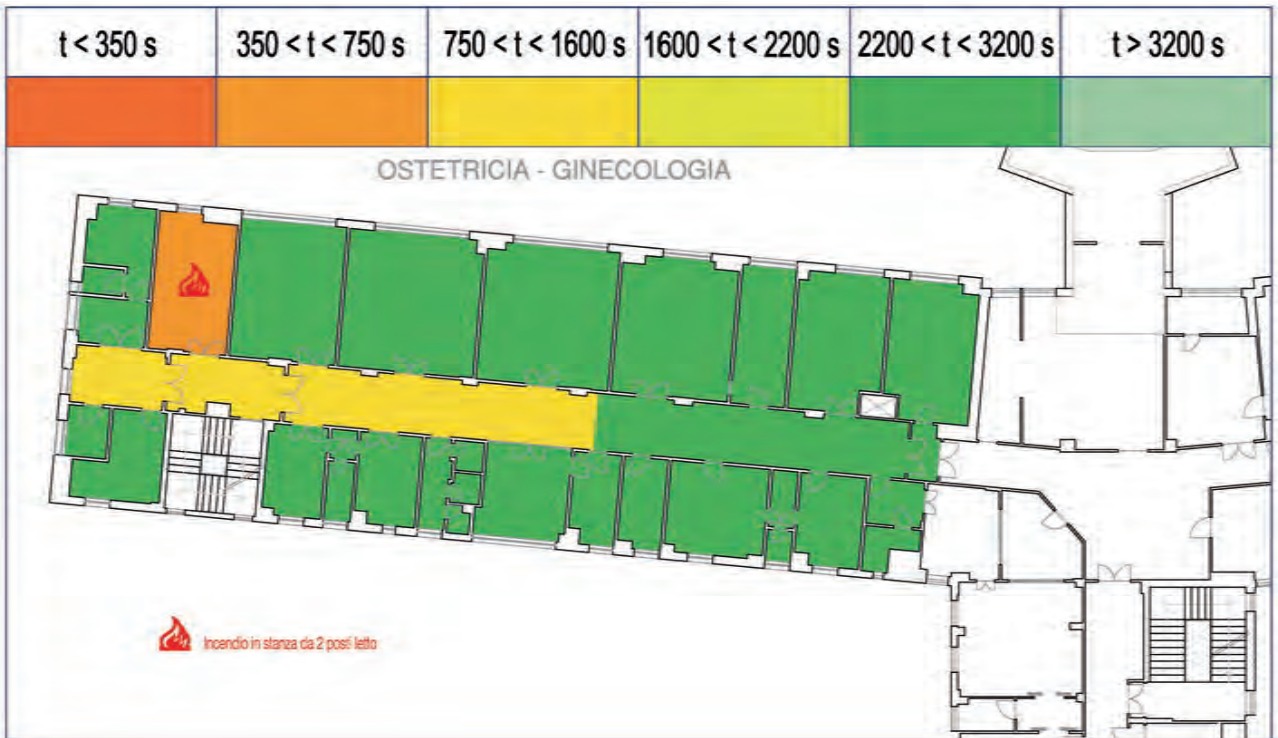 t < 350 s
350 < t < 750 s
750 < t < 1600 s
1600 < t < 2200 s
2200 < t < 3200 s
t > 3200 s
OSTETRICIA - GINECOLOGIA
Incendio in stanza da 2 posti letto